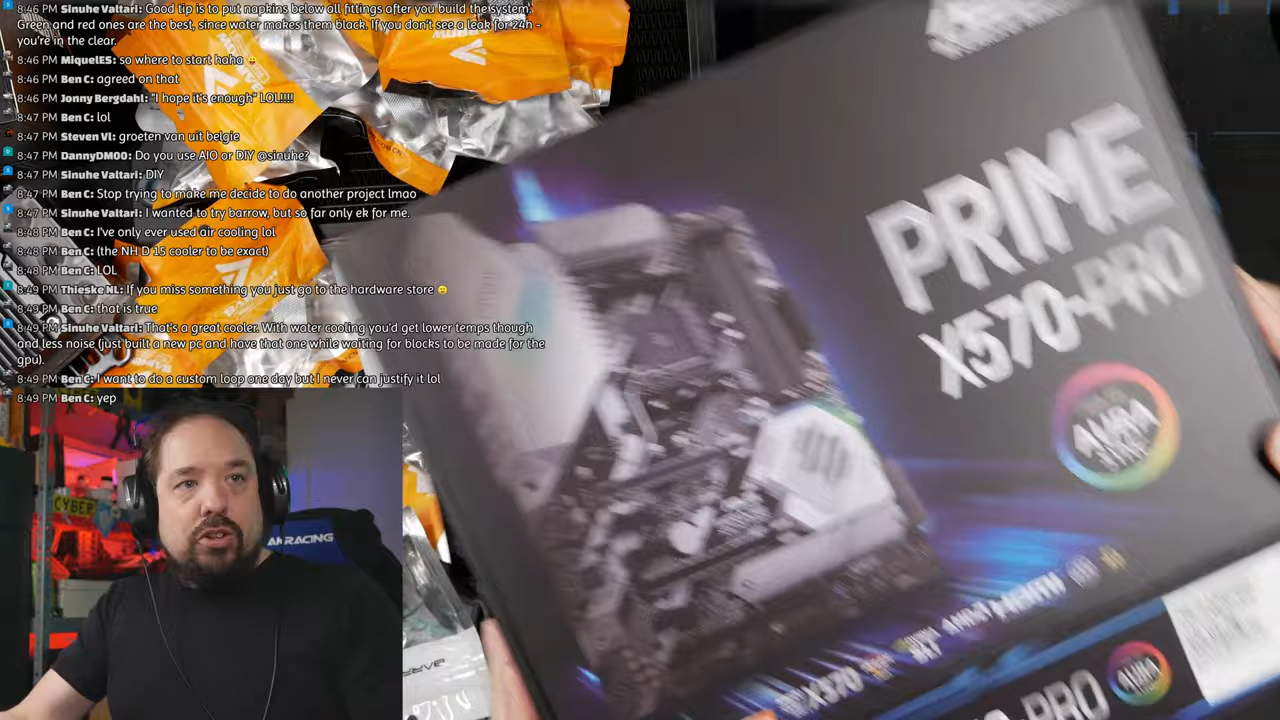 8:46 PM Sinuhe Valtari: Good tip is to put napkins below all fittings after you build the system.
Green and red ones are the best, since water makes them black. If you don't see a leak for 24h -
you're in the clear.
8:46 PM MiquelES: so where to start haha
8:46 PM Ben C: agreed on that
8:46 PM Jonny Bergdahl: "I hope it's enough" LOL!!!!
8:47 PM Ben C: lol
8:47 PM Steven Vl: groeten van uit belgie
8:47 PM DannyDM00: Do you use AIO or DIY @sinuhe?
8:47 PM Sinuhe Valtari: DIY
8:47 PM Ben C: Stop trying to make me decide to do another project lmao
8:47 PM Sinuhe Valtari: I wanted to try barrow, but so far only ek for me.
8:48 PM Ben C: I've only ever used air cooling lol
8:48 PM Ben C: (the NH D 15 cooler to be exact)
8:48 PM Ben C: LOL
8:49 PM Thieske NL: If you miss something you just go to the hardware store
8:49 PM Ben C: that is true
8:49 PM Sinuhe Valtari: That's a great cooler. With water cooling you'd get lower temps though
and less noise (just built a new pc and have that one while waiting for blocks to be made for the
gpu).
8:49 PM Ben C: I want to do a custom loop one day but I never can justify it lol
8:49 PM Ben C: yep
PRIME
X570-PRO
AURA
SYNC
CYBER
AKRACING
X570
-PRO
AURA